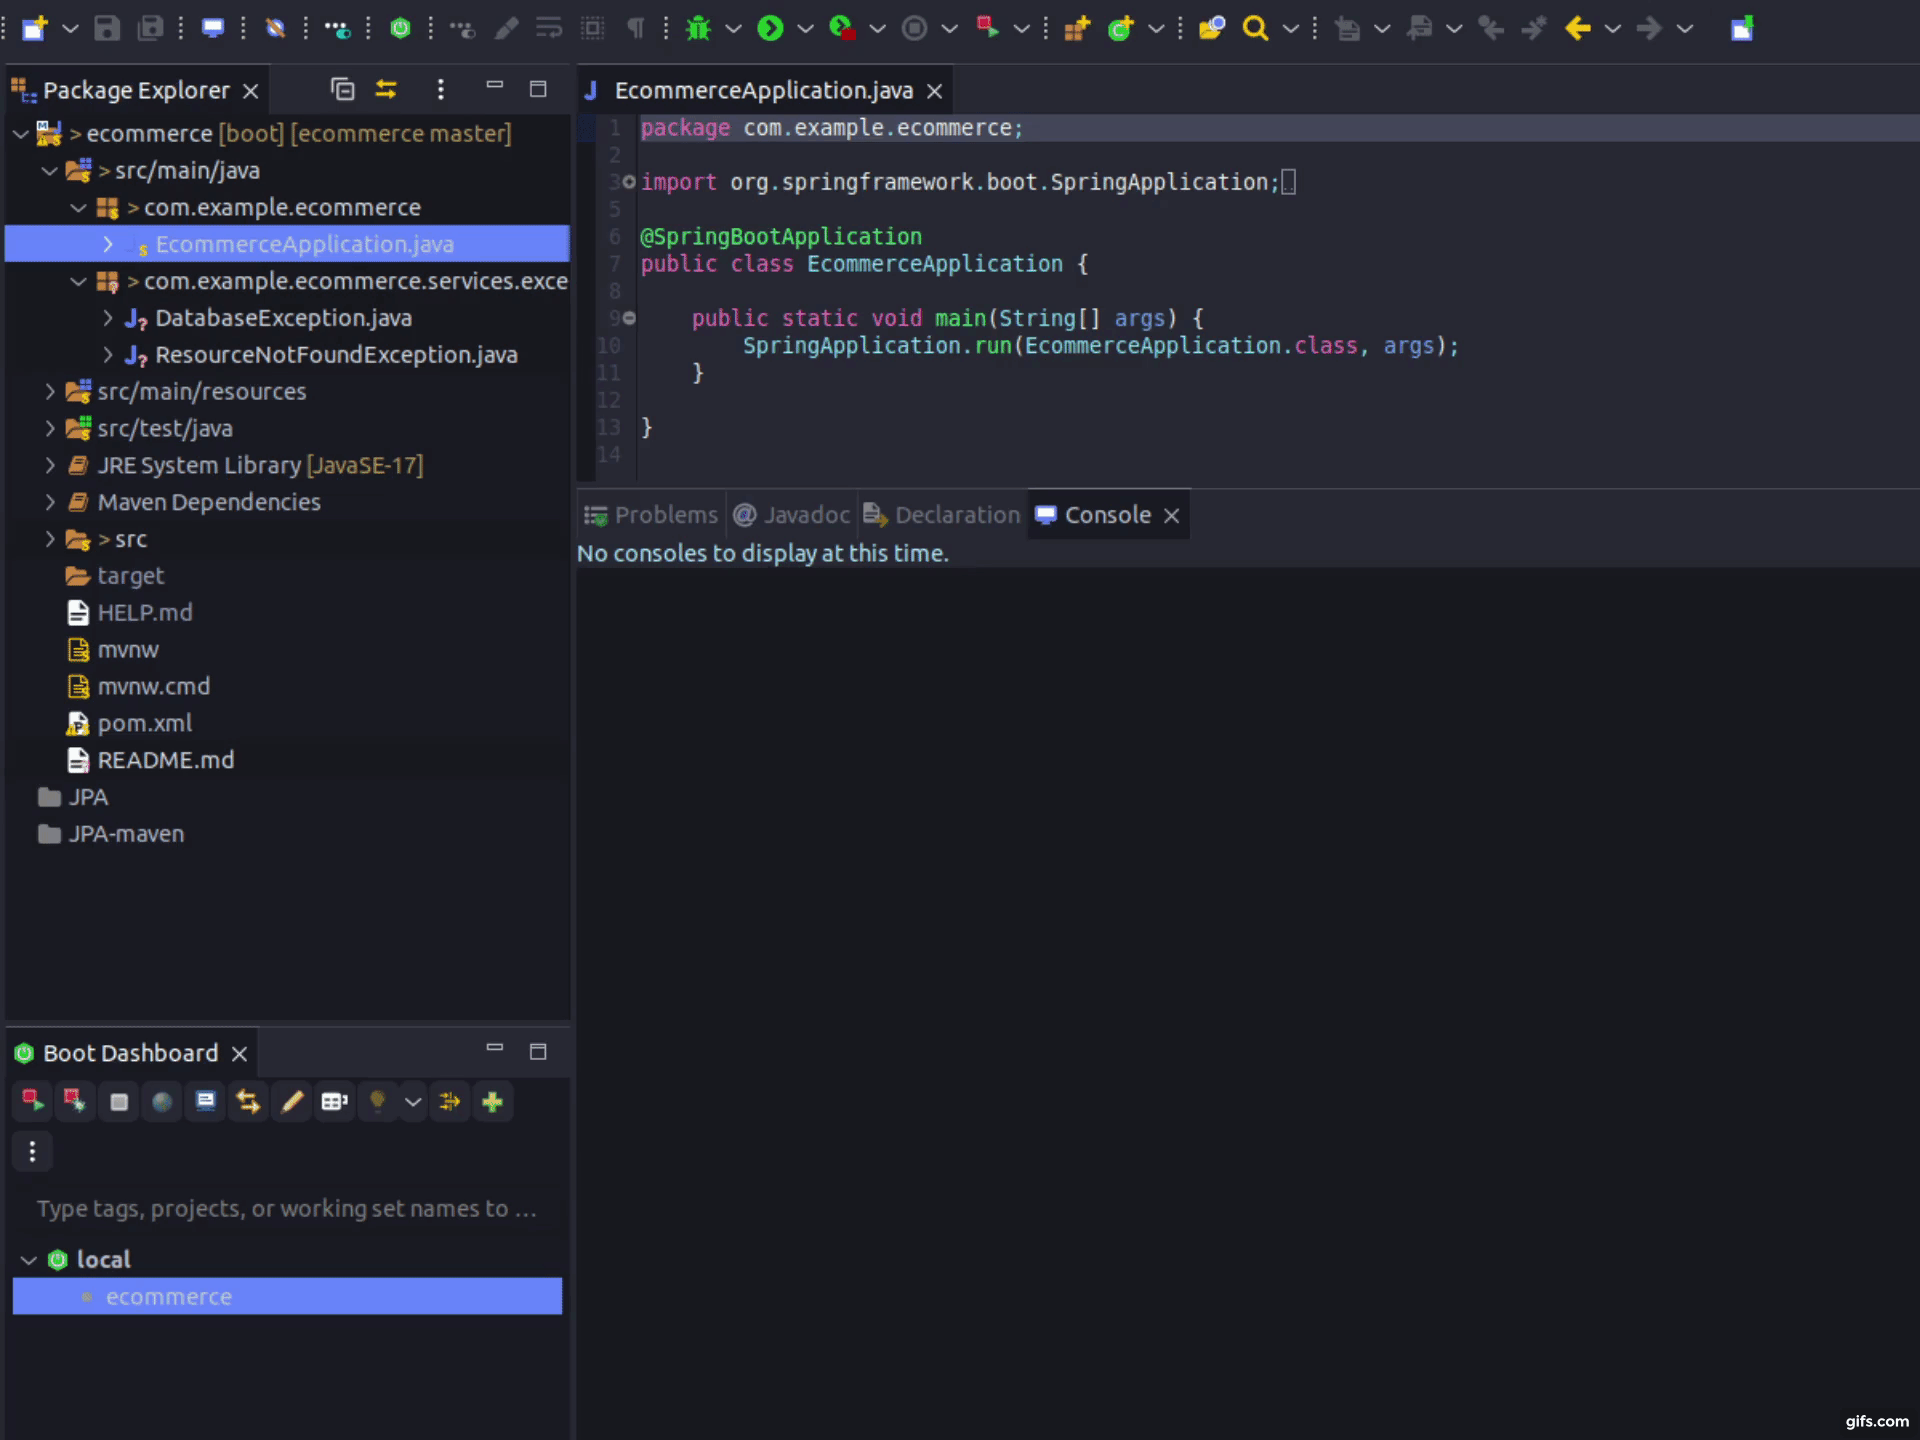 Package Explorer
> ecommerce [boot] [ecommerce master]
> src/main/java
> com.example.ecommerce
EcommerceApplication.java
> com.example.ecommerce.services.exce
DatabaseException.java
ResourceNotFoundException.java
src/main/resources
src/test/java
JRE System Library [JavaSE-17]
Maven Dependencies
> src
target
HELP.md
mvnw
mvnw.cmd
pom.xml
README.md
JPA
JPA-maven
EcommerceApplication.java
1 package com.example.ecommerce;
2
3 import org.springframework.boot.SpringApplication;
5
6 @SpringBootApplication
7 public class EcommerceApplication {
8
9 public static void main(String[] args) {
10 SpringApplication.run(EcommerceApplication.class, args);
11 }
12
13 }
14
Problems Javadoc Declaration Console
No consoles to display at this time.
Boot Dashboard
Type tags, projects, or working set names to ...
local
ecommerce
gifs.com